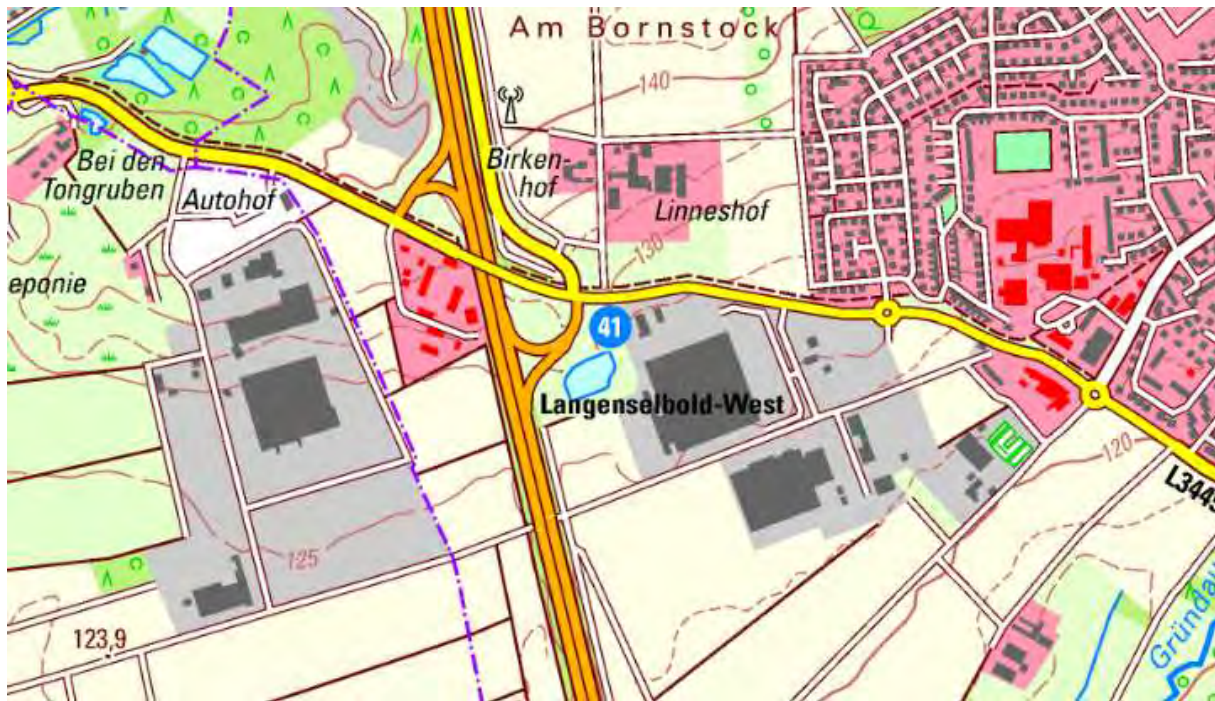 Am Bornstock
140
Birken-
hof
Bei den
Tongruben
Autohof
Linneshof
130
eponie
41
Langenselbold-West
120
L3445
125
123,9
Gründau